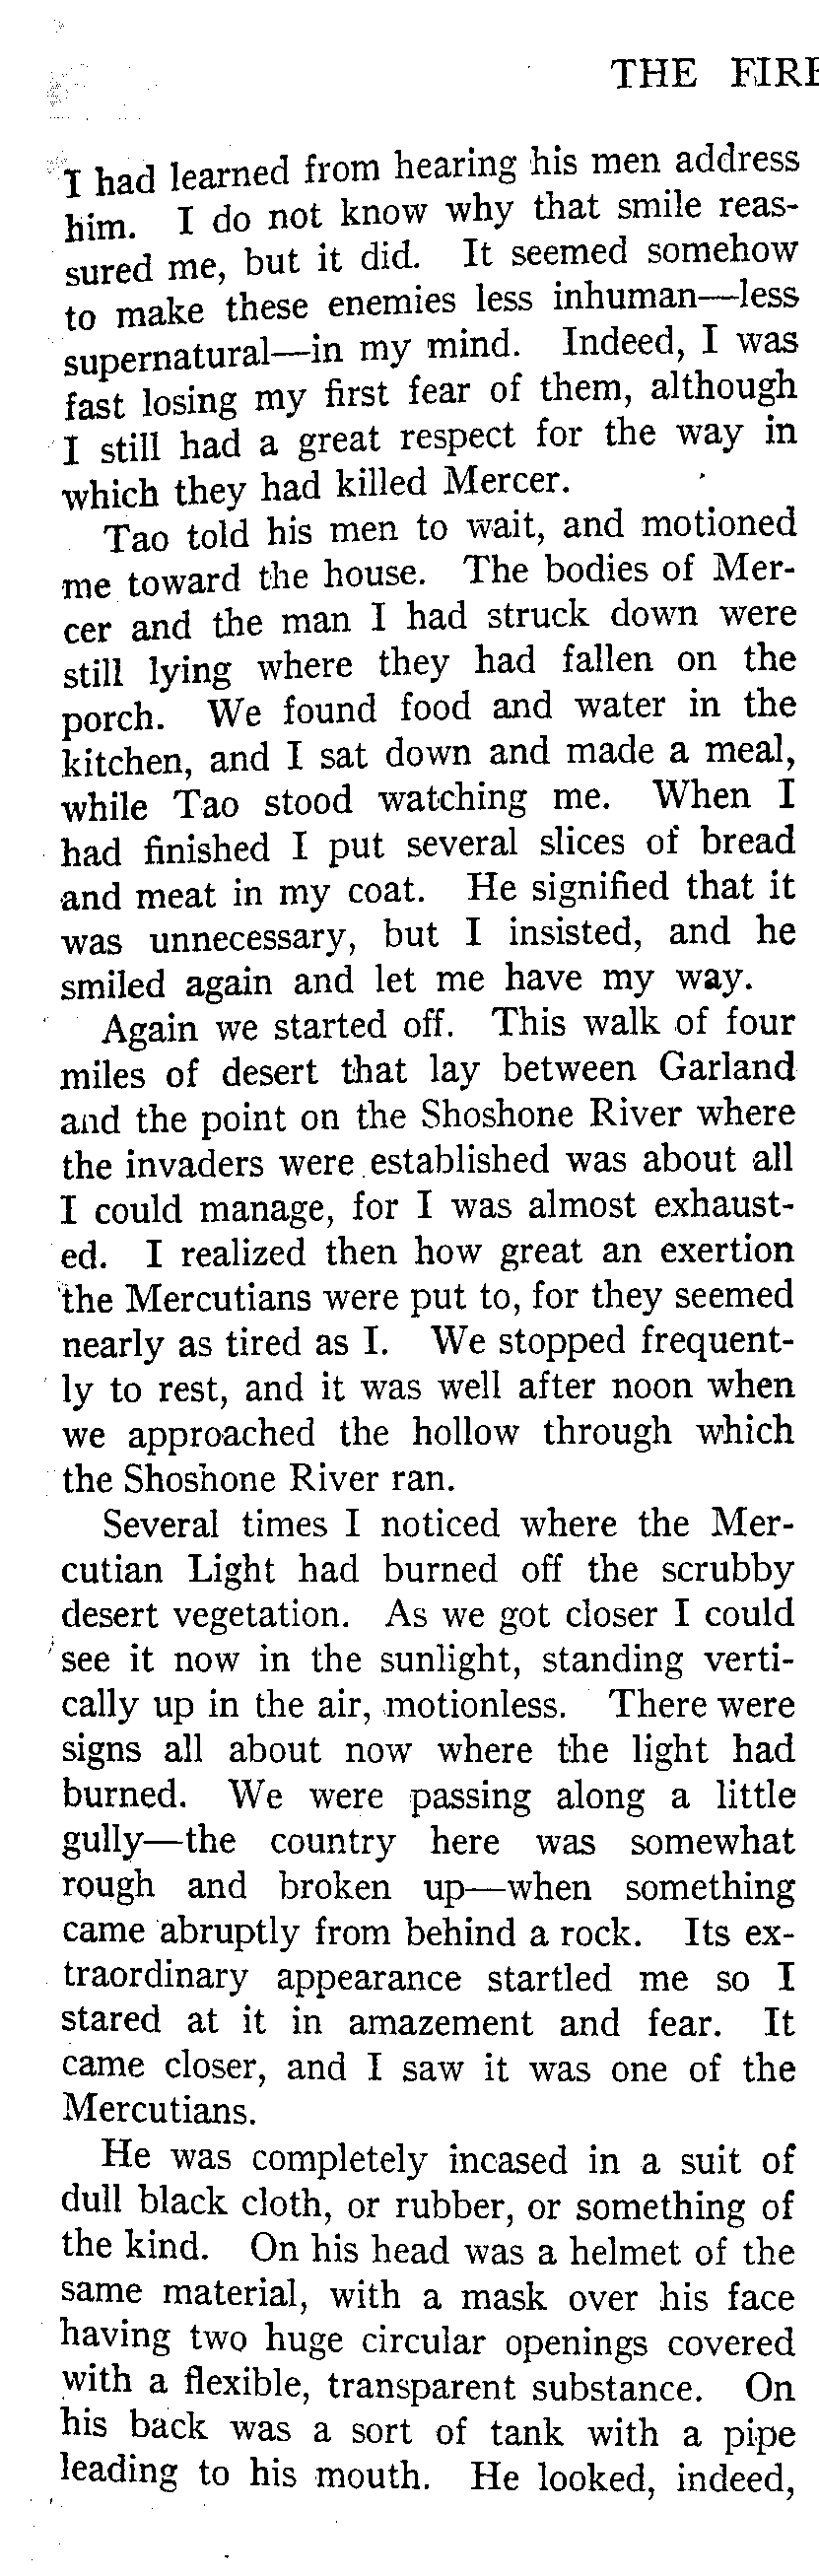 THE FIRE
I had learned from hearing his men address
him. I do not know why that smile reas-
sured me, but it did. It seemed somehow
to make these enemies less inhuman—less
supernatural—in my mind. Indeed, I was
fast losing my first fear of them, although
I still had a great respect for the way in
which they had killed Mercer.
Tao told his men to wait, and motioned
me toward the house. The bodies of Mer-
cer and the man I had struck down were
still lying where they had fallen on the
porch. We found food and water in the
kitchen, and I sat down and made a meal,
while Tao stood watching me. When I
had finished I put several slices of bread
and meat in my coat. He signified that it
was unnecessary, but I insisted, and he
smiled again and let me have my way.
Again we started off. This walk of four
miles of desert that lay between Garland
and the point on the Shoshone River where
the invaders were established was about all
I could manage, for I was almost exhaust-
ed. I realized then how great an exertion
the Mercutians were put to, for they seemed
nearly as tired as I. We stopped frequent-
ly to rest, and it was well after noon when
we approached the hollow through which
the Shoshone River ran.
Several times I noticed where the Mer-
cutian Light had burned off the scrubby
desert vegetation. As we got closer I could
see it now in the sunlight, standing verti-
cally up in the air, motionless. There were
signs all about now where the light had
burned. We were passing along a little
gully—the country here was somewhat
rough and broken up—when something
came abruptly from behind a rock. Its ex-
traordinary appearance startled me so I
stared at it in amazement and fear. It
came closer, and I saw it was one of the
Mercutians.
He was completely incased in a suit of
dull black cloth, or rubber, or something of
the kind. On his head was a helmet of the
same material, with a mask over his face
having two huge circular openings covered
with a flexible, transparent substance. On
his back was a sort of tank with a pipe
leading to his mouth. He looked, indeed,